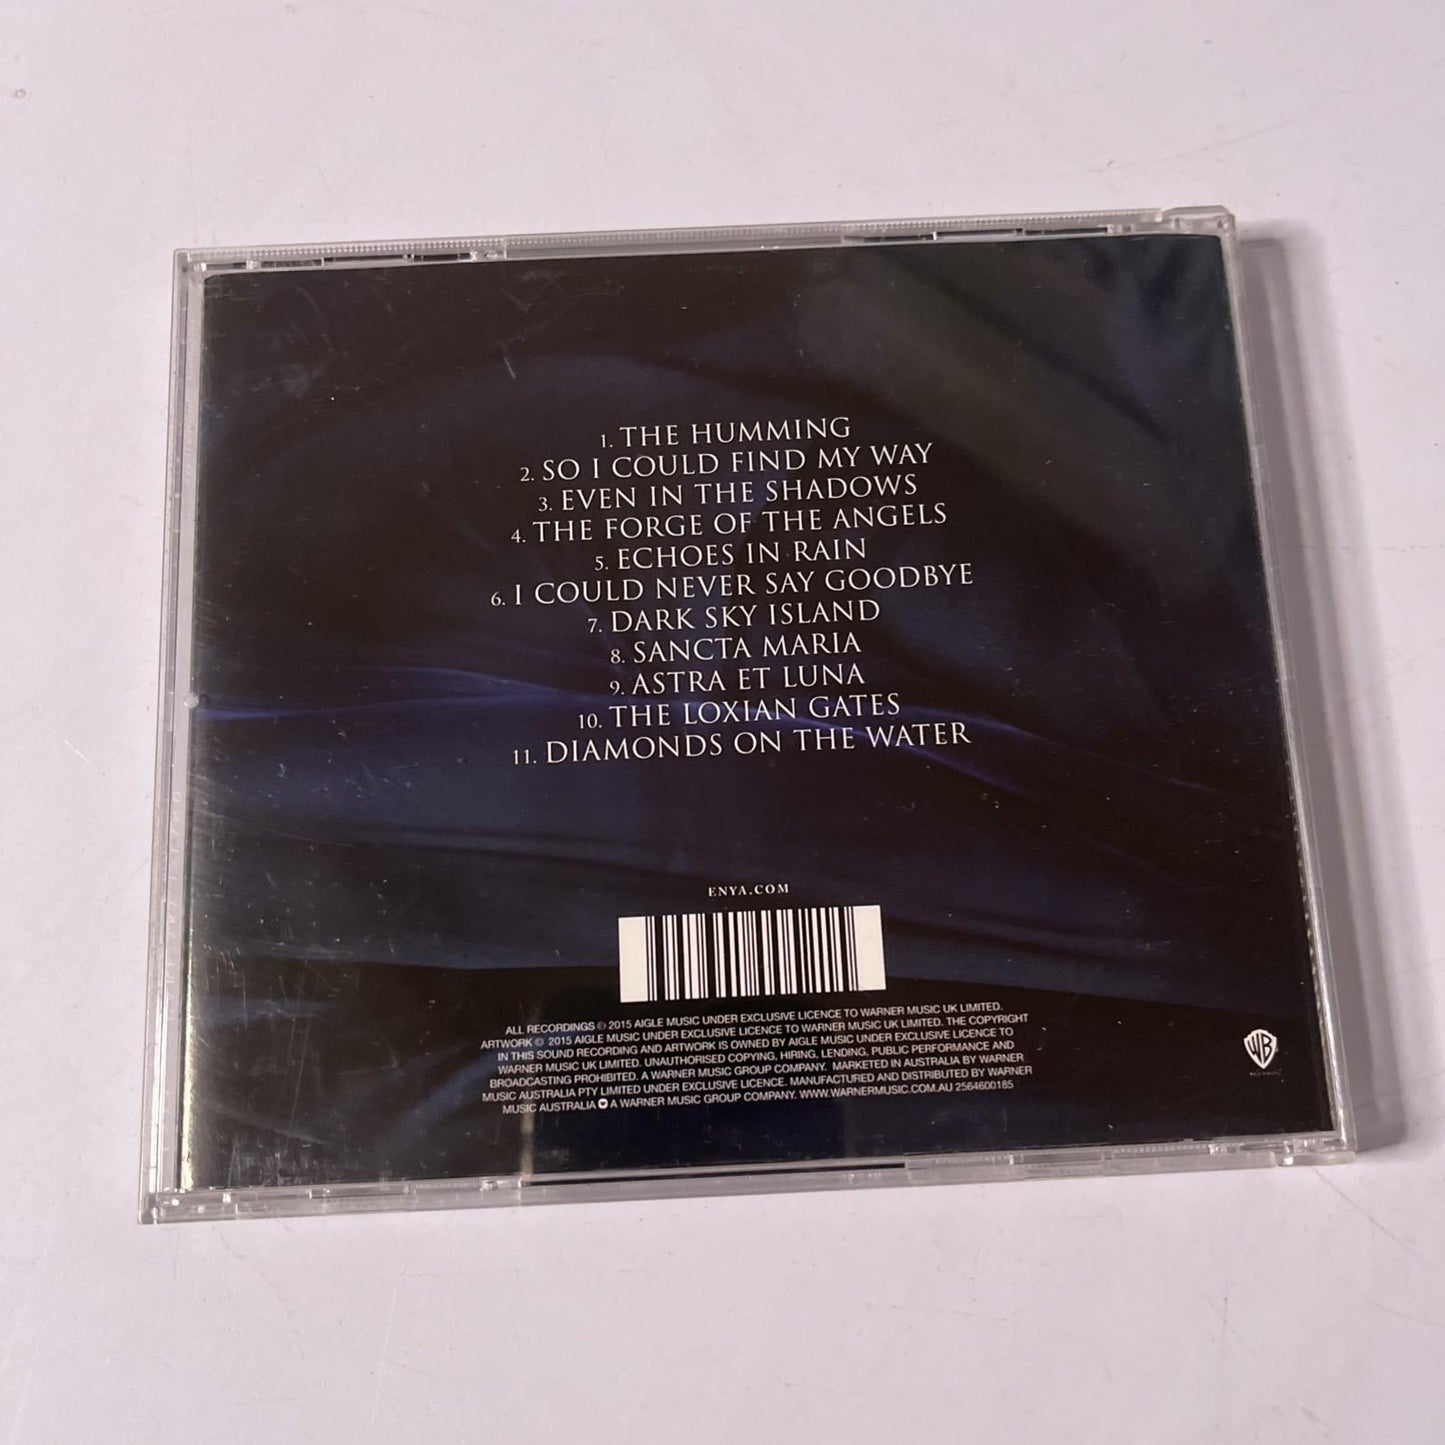 1. THE HUMMING
2. SO I COULD FIND MY WAY
3. EVEN IN THE SHADOWS
4. THE FORGE OF THE ANGELS
5. ECHOES IN RAIN
6. I COULD NEVER SAY GOODBYE
7. DARK SKY ISLAND
8. SANCTA MARIA
9. ASTRA ET LUNA
10. THE LOXIAN GATES
11. DIAMONDS ON THE WATER
ENYA.COM
ALL RECORDINGS ℗ 2015 AIGLE MUSIC UNDER EXCLUSIVE LICENCE TO WARNER MUSIC UK LIMITED.
ARTWORK © 2015 AIGLE MUSIC UNDER EXCLUSIVE LICENCE TO WARNER MUSIC UK LIMITED. THE COPYRIGHT
IN THIS SOUND RECORDING AND ARTWORK IS OWNED BY AIGLE MUSIC UNDER EXCLUSIVE LICENCE TO
WARNER MUSIC UK LIMITED. UNAUTHORISED COPYING, HIRING, LENDING, PUBLIC PERFORMANCE AND
BROADCASTING PROHIBITED. A WARNER MUSIC GROUP COMPANY. MARKETED IN AUSTRALIA BY WARNER
MUSIC AUSTRALIA PTY LIMITED UNDER EXCLUSIVE LICENCE. MANUFACTURED AND DISTRIBUTED BY WARNER
MUSIC AUSTRALIA A WARNER MUSIC GROUP COMPANY. WWW.WARNERMUSIC.COM.AU 2564600185
WB